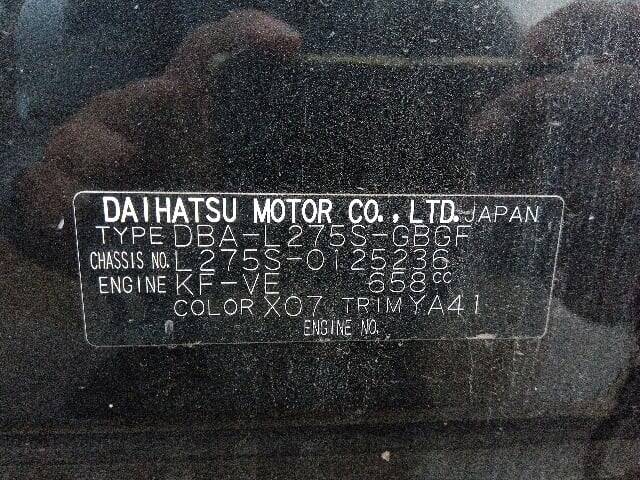 DAIHATSU MOTOR CO.,LTD. JAPAN
TYPE DBA-L275S-GBGF
CHASSIS NO. L275S-0125236
ENGINE KF-VE 658cc
COLOR X07 TRIM YA41
ENGINE NO.